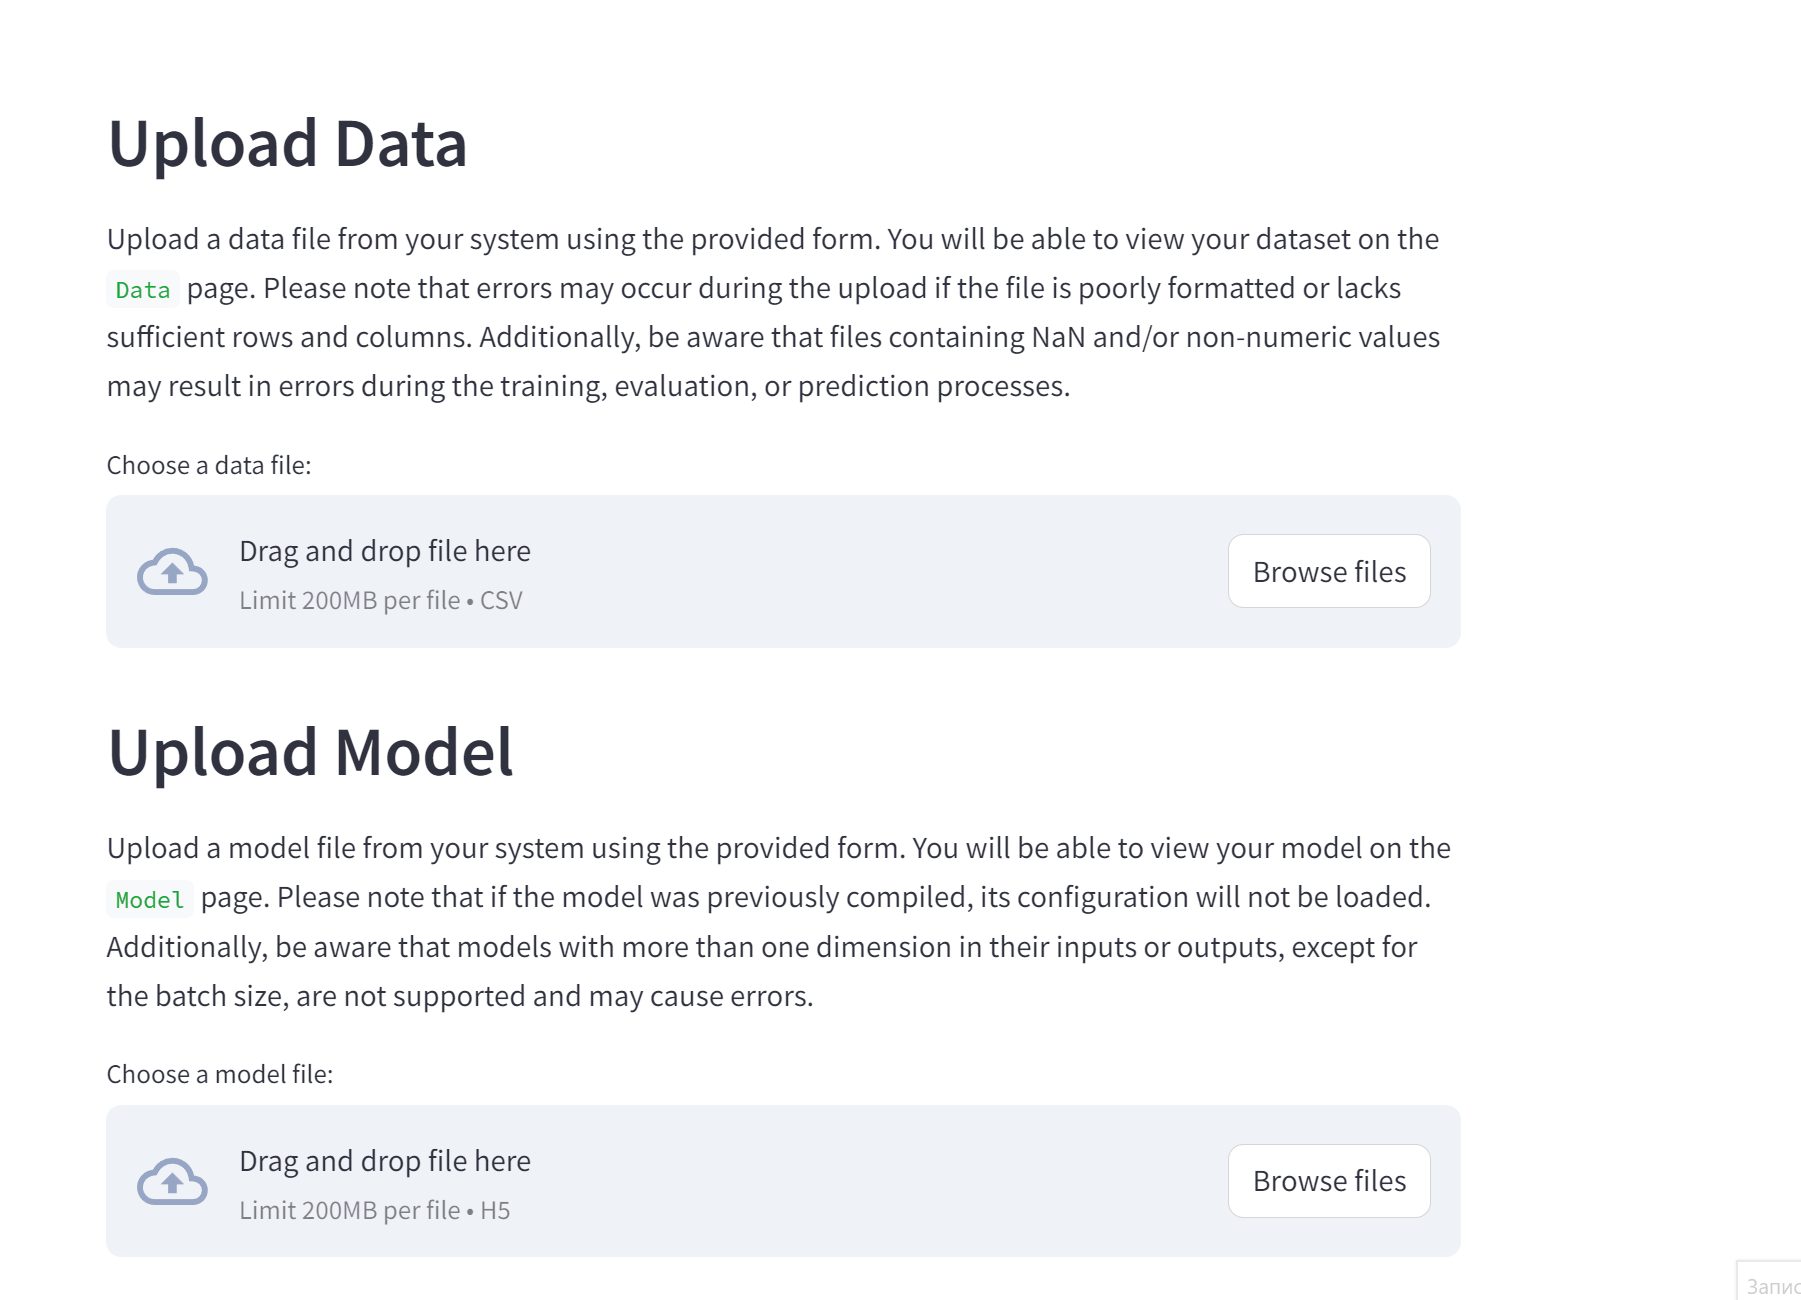 Upload Data
Upload a data file from your system using the provided form. You will be able to view your dataset on the
Data page. Please note that errors may occur during the upload if the file is poorly formatted or lacks
sufficient rows and columns. Additionally, be aware that files containing NaN and/or non-numeric values
may result in errors during the training, evaluation, or prediction processes.
Choose a data file:
Drag and drop file here
Limit 200MB per file • CSV
Browse files
Upload Model
Upload a model file from your system using the provided form. You will be able to view your model on the
Model page. Please note that if the model was previously compiled, its configuration will not be loaded.
Additionally, be aware that models with more than one dimension in their inputs or outputs, except for
the batch size, are not supported and may cause errors.
Choose a model file:
Drag and drop file here
Limit 200MB per file • H5
Browse files